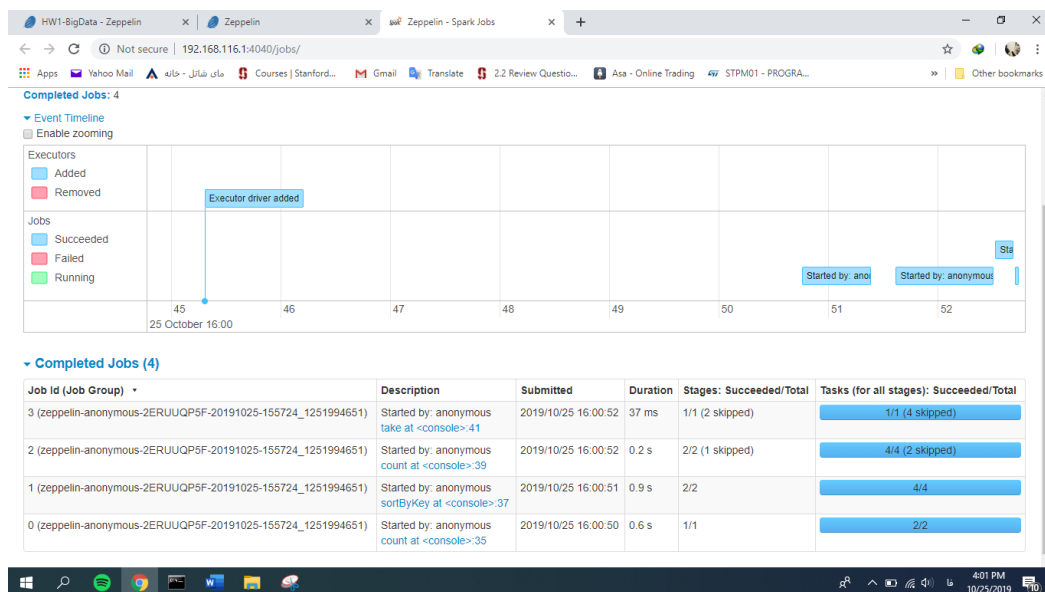 HW1-BigData - Zeppelin
Zeppelin
Zeppelin - Spark Jobs
Not secure | 192.168.116.1:4040/jobs/
Apps Yahoo Mail مای شاتل - خانه Courses | Stanford... Gmail Translate 2.2 Review Questio... Asa - Online Trading STPM01 - PROGRA... » Other bookmarks
Completed Jobs: 4
Event Timeline
Enable zooming
Executors
Added
Removed
Executor driver added
Jobs
Succeeded
Failed
Running
Sta
Started by: anor
Started by: anonymous
45 46 47 48 49 50 51 52
25 October 16:00
Completed Jobs (4)
Job Id (Job Group) Description Submitted Duration Stages: Succeeded/Total Tasks (for all stages): Succeeded/Total
3 (zeppelin-anonymous-2ERUUQP5F-20191025-155724_1251994651) Started by: anonymous 2019/10/25 16:00:52 37 ms 1/1 (2 skipped) 1/1 (4 skipped)
take at <console>:41
2 (zeppelin-anonymous-2ERUUQP5F-20191025-155724_1251994651) Started by: anonymous 2019/10/25 16:00:52 0.2 s 2/2 (1 skipped) 4/4 (2 skipped)
count at <console>:39
1 (zeppelin-anonymous-2ERUUQP5F-20191025-155724_1251994651) Started by: anonymous 2019/10/25 16:00:51 0.9 s 2/2 4/4
sortByKey at <console>:37
0 (zeppelin-anonymous-2ERUUQP5F-20191025-155724_1251994651) Started by: anonymous 2019/10/25 16:00:50 0.6 s 1/1 2/2
count at <console>:35
فا
4:01 PM
10/25/2019